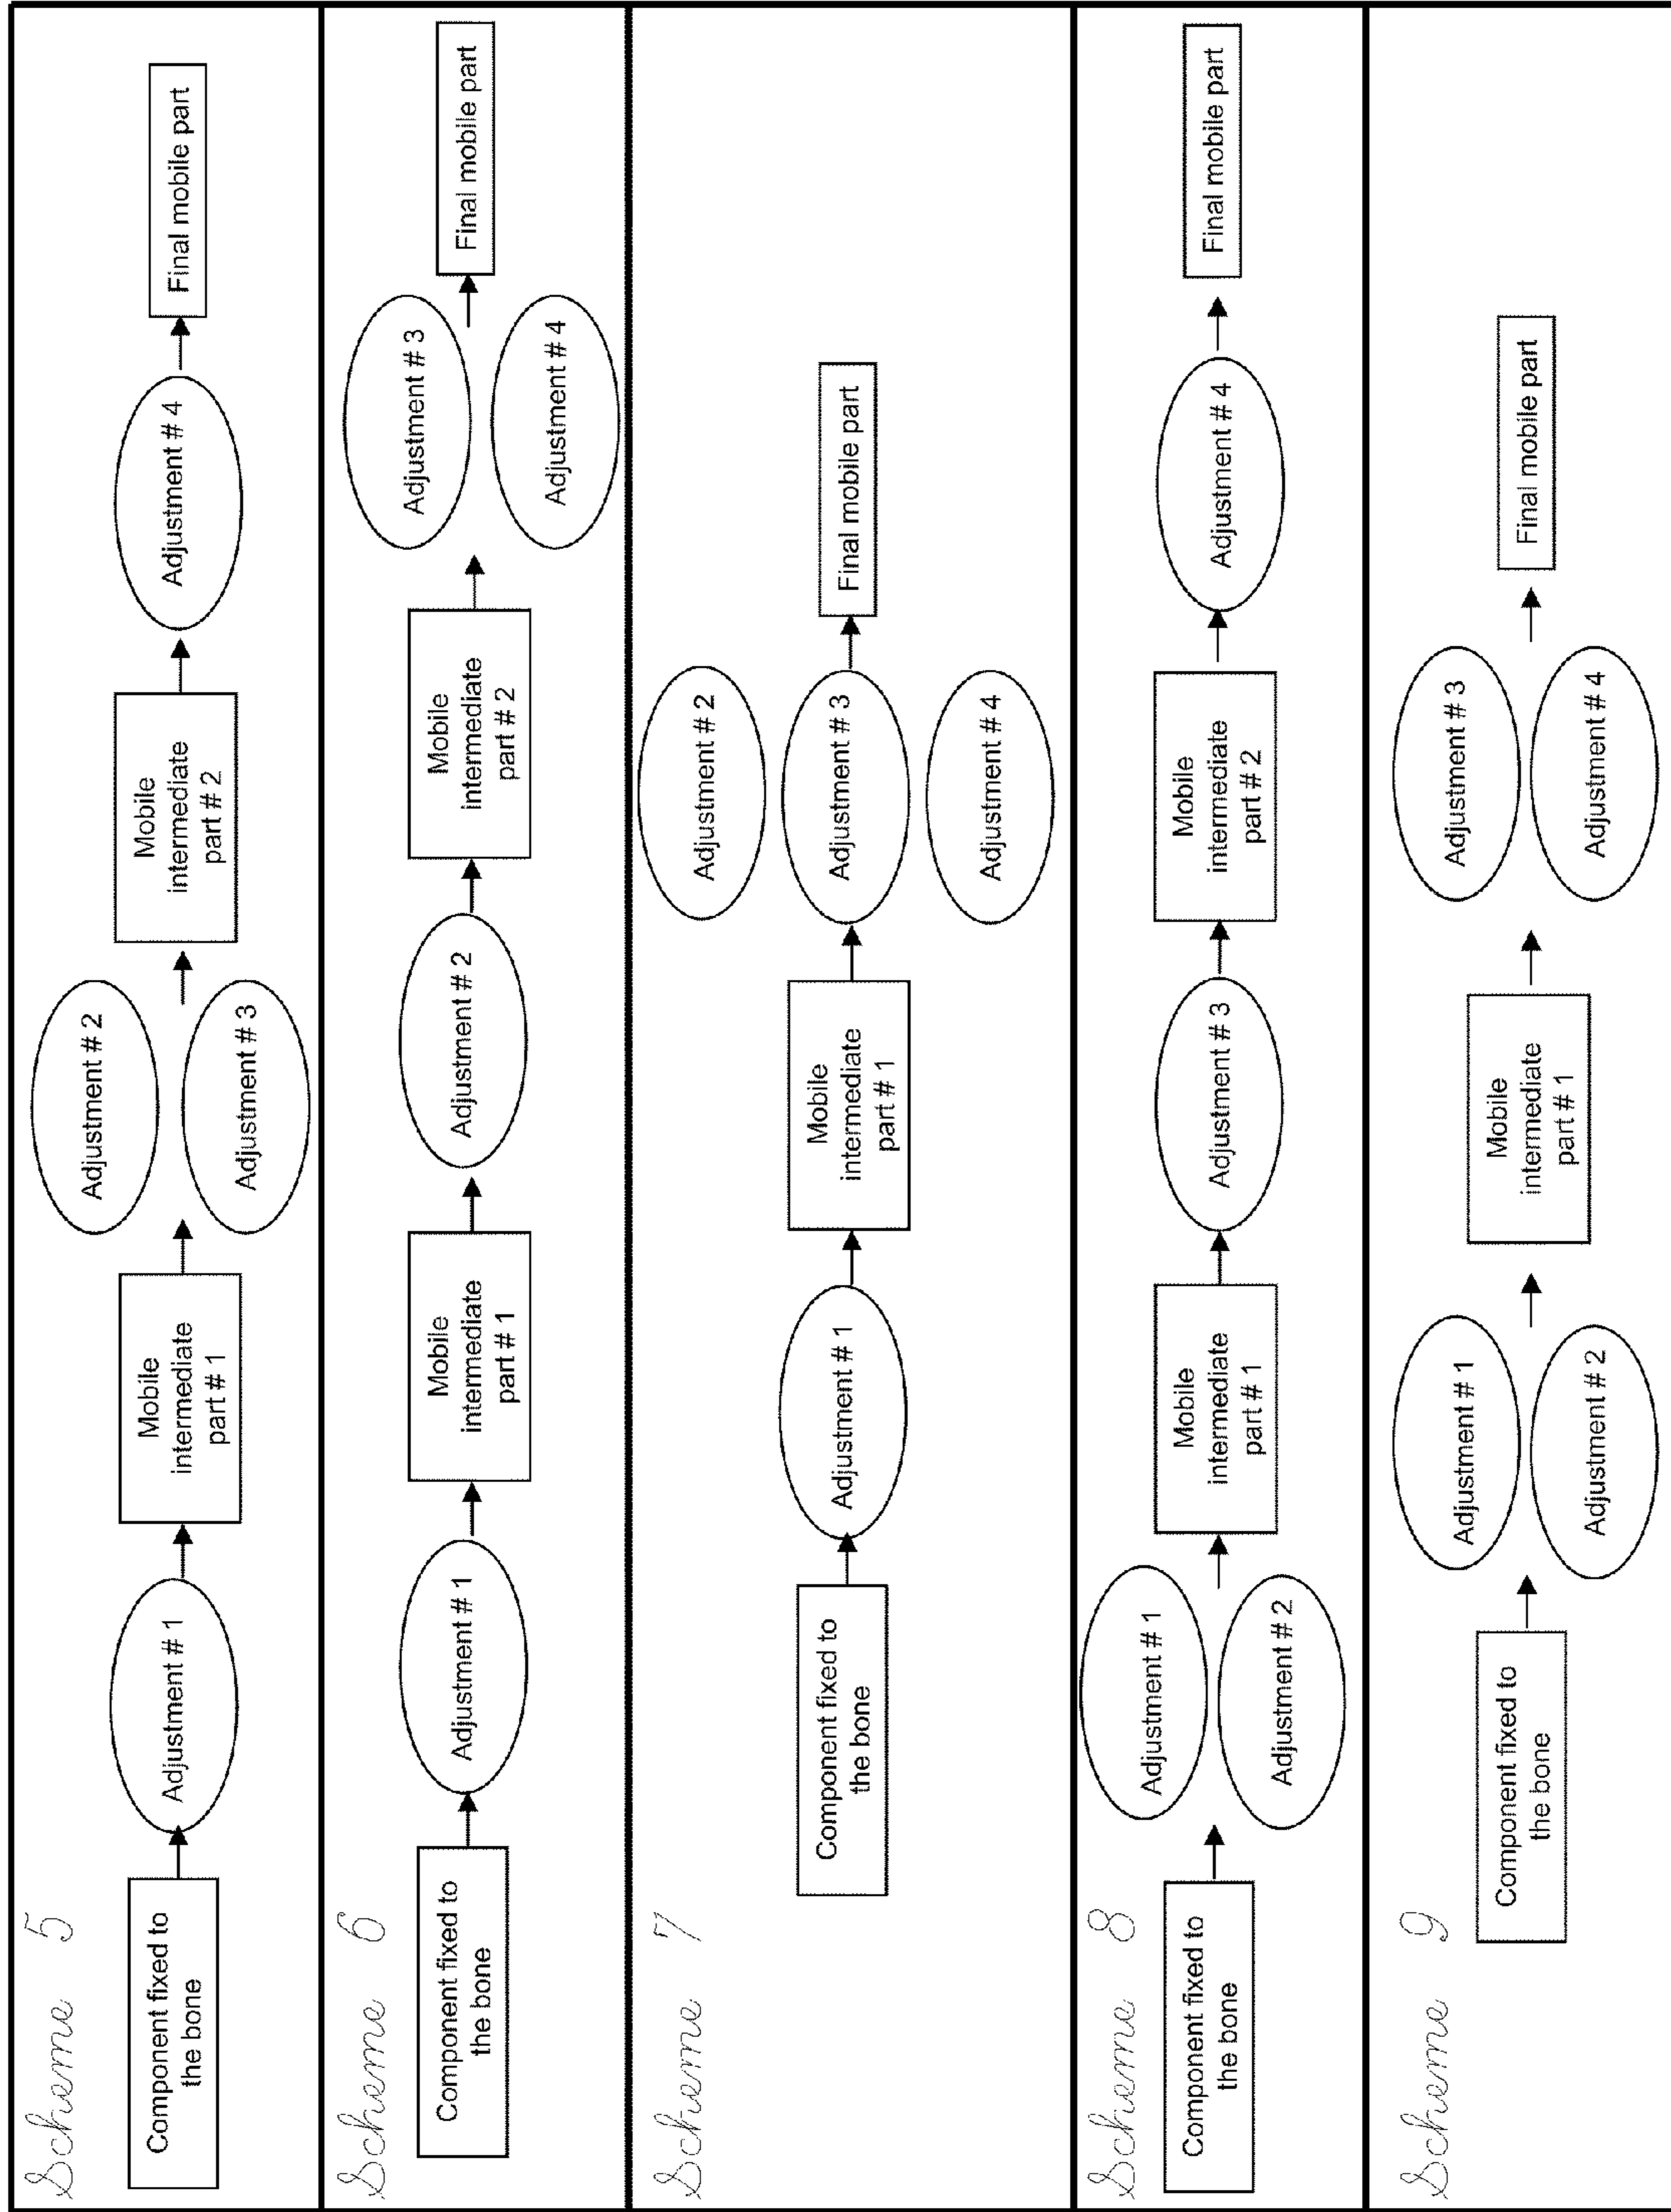 Scheme 5
Component fixed to
the bone
Adjustment # 1
Mobile
intermediate
part # 1
Adjustment # 2
Adjustment # 3
Mobile
intermediate
part # 2
Adjustment # 4
Final mobile part
Scheme 6
Component fixed to
the bone
Adjustment # 1
Mobile
intermediate
part # 1
Adjustment # 2
Mobile
intermediate
part # 2
Adjustment # 3
Adjustment # 4
Final mobile part
Scheme 7
Component fixed to
the bone
Adjustment # 1
Mobile
intermediate
part # 1
Adjustment # 2
Adjustment # 3
Adjustment # 4
Final mobile part
Scheme 8
Component fixed to
the bone
Adjustment # 1
Adjustment # 2
Mobile
intermediate
part # 1
Adjustment # 3
Mobile
intermediate
part # 2
Adjustment # 4
Final mobile part
Scheme 9
Component fixed to
the bone
Adjustment # 1
Adjustment # 2
Mobile
intermediate
part # 1
Adjustment # 3
Adjustment # 4
Final mobile part